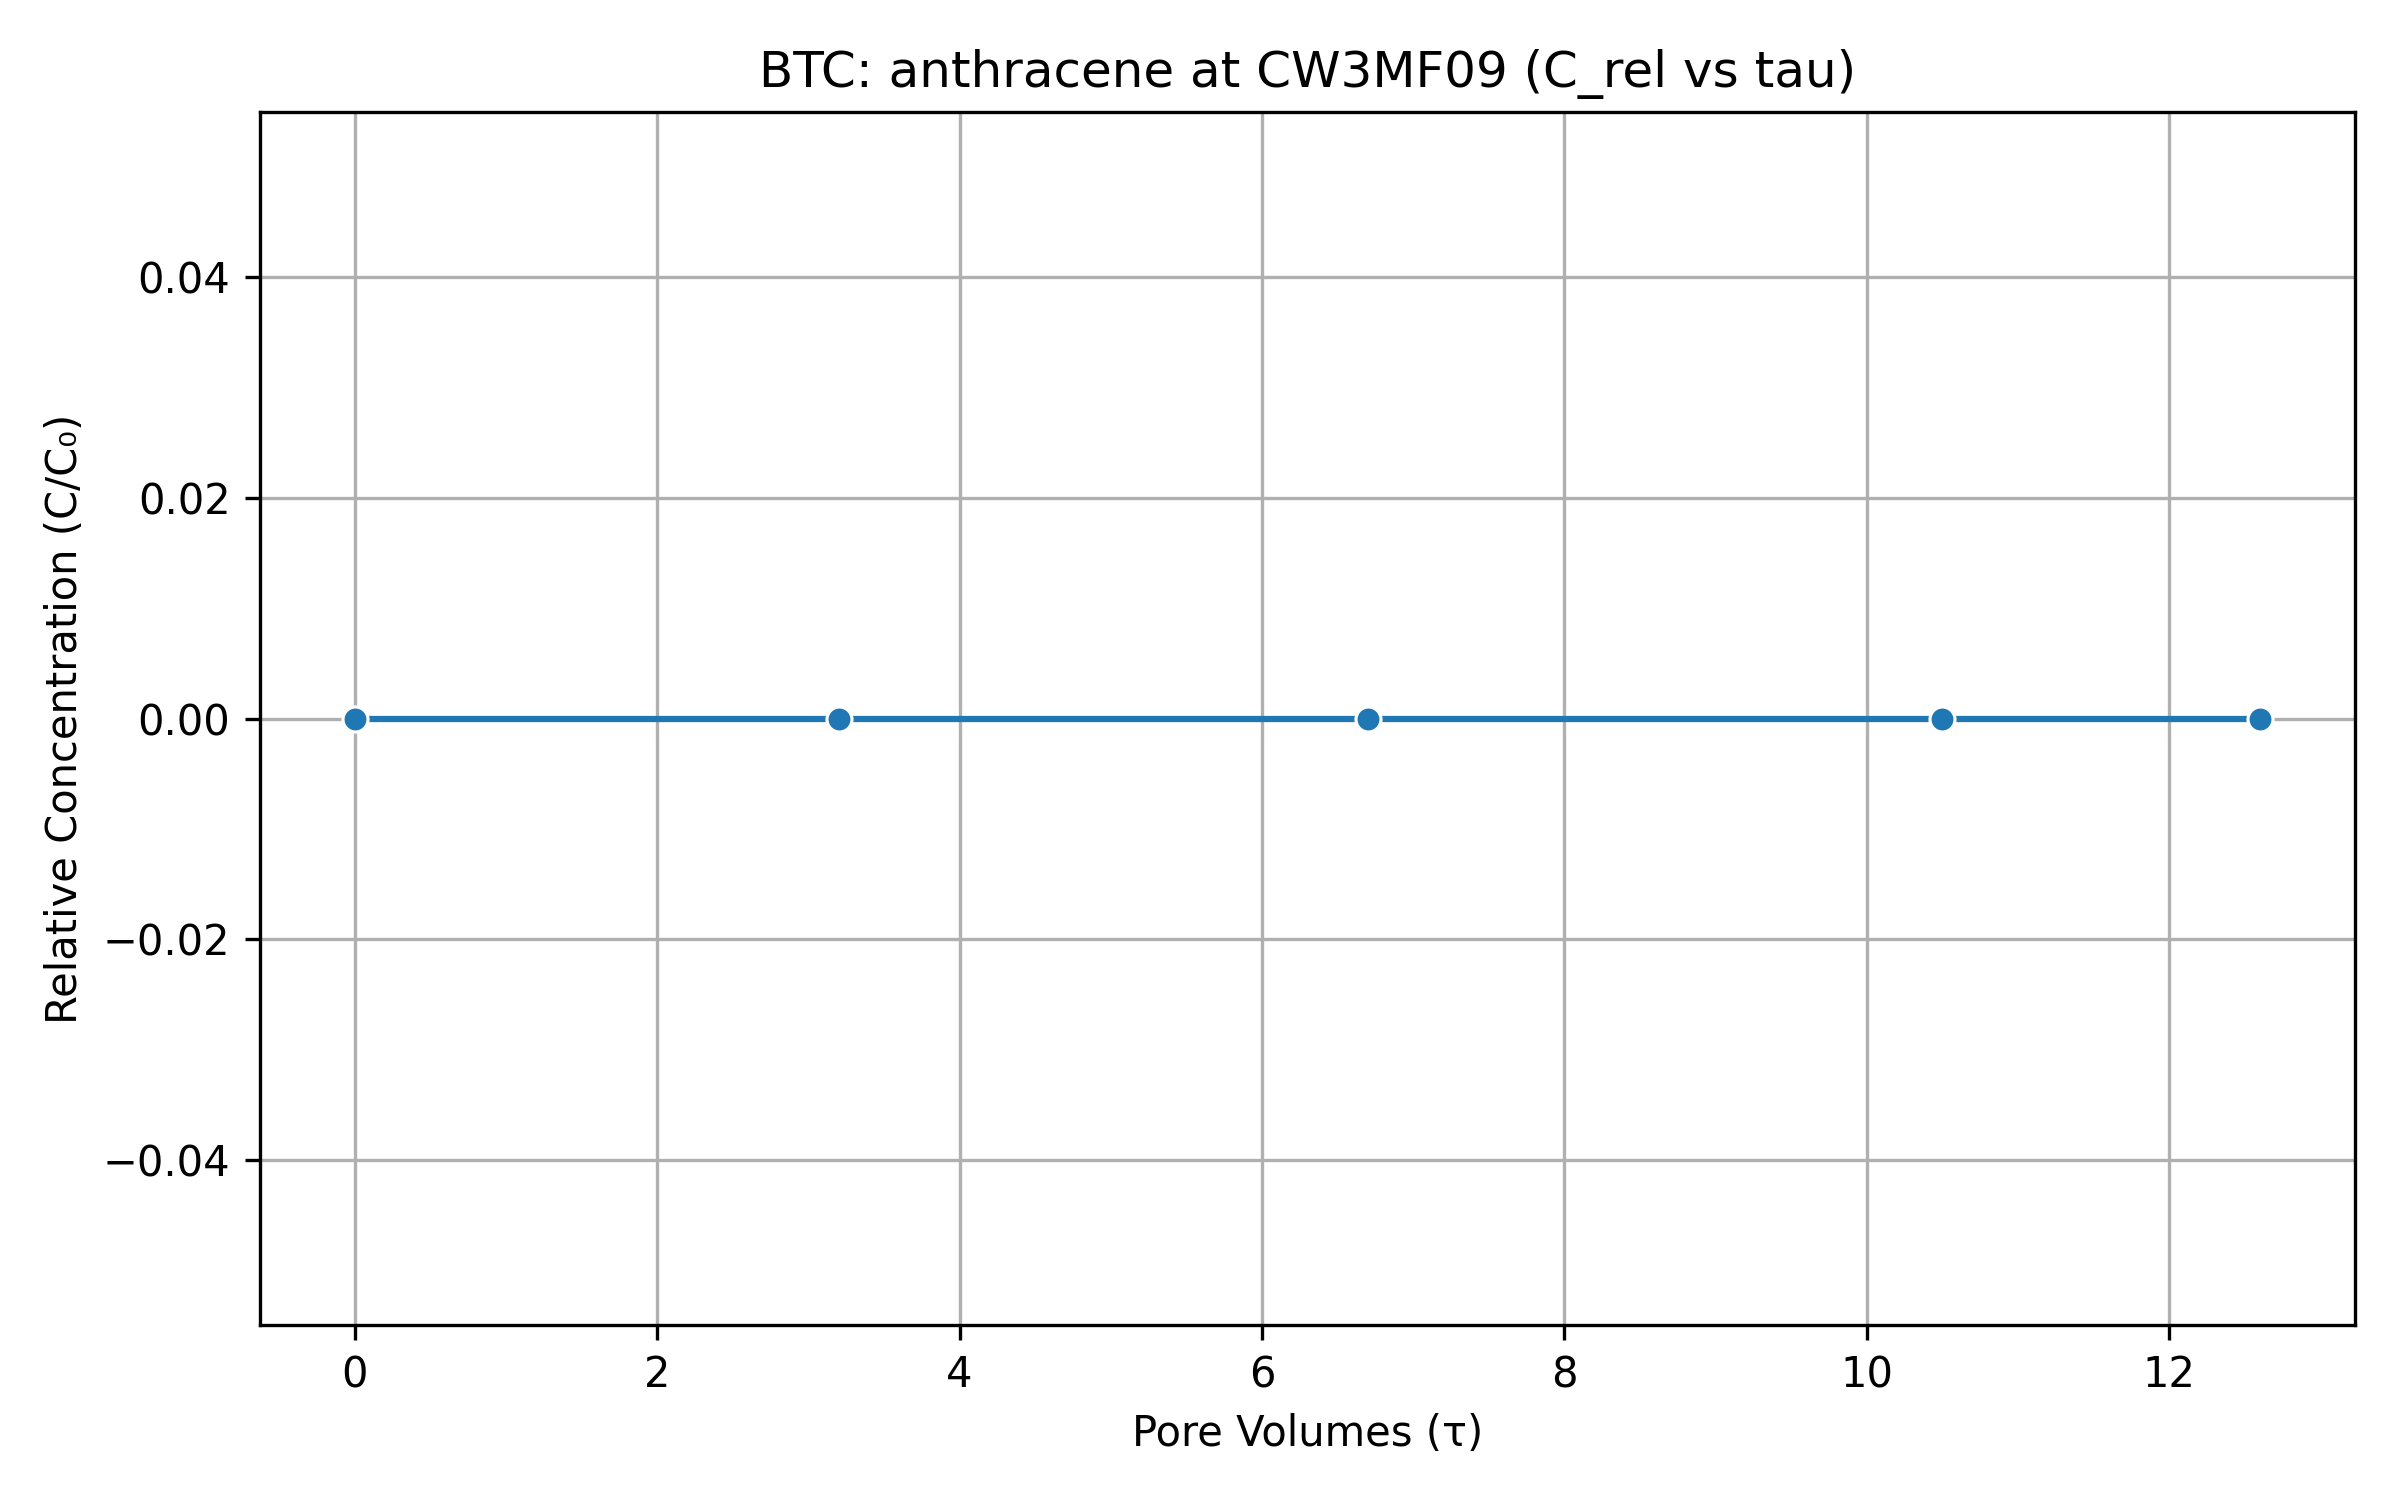 BTC: anthracene at CW3MF09 (C_rel vs tau)
Relative Concentration (C/C₀)
0.04
0.02
0.00
−0.02
−0.04
0 2 4 6 8 10 12
Pore Volumes (τ)